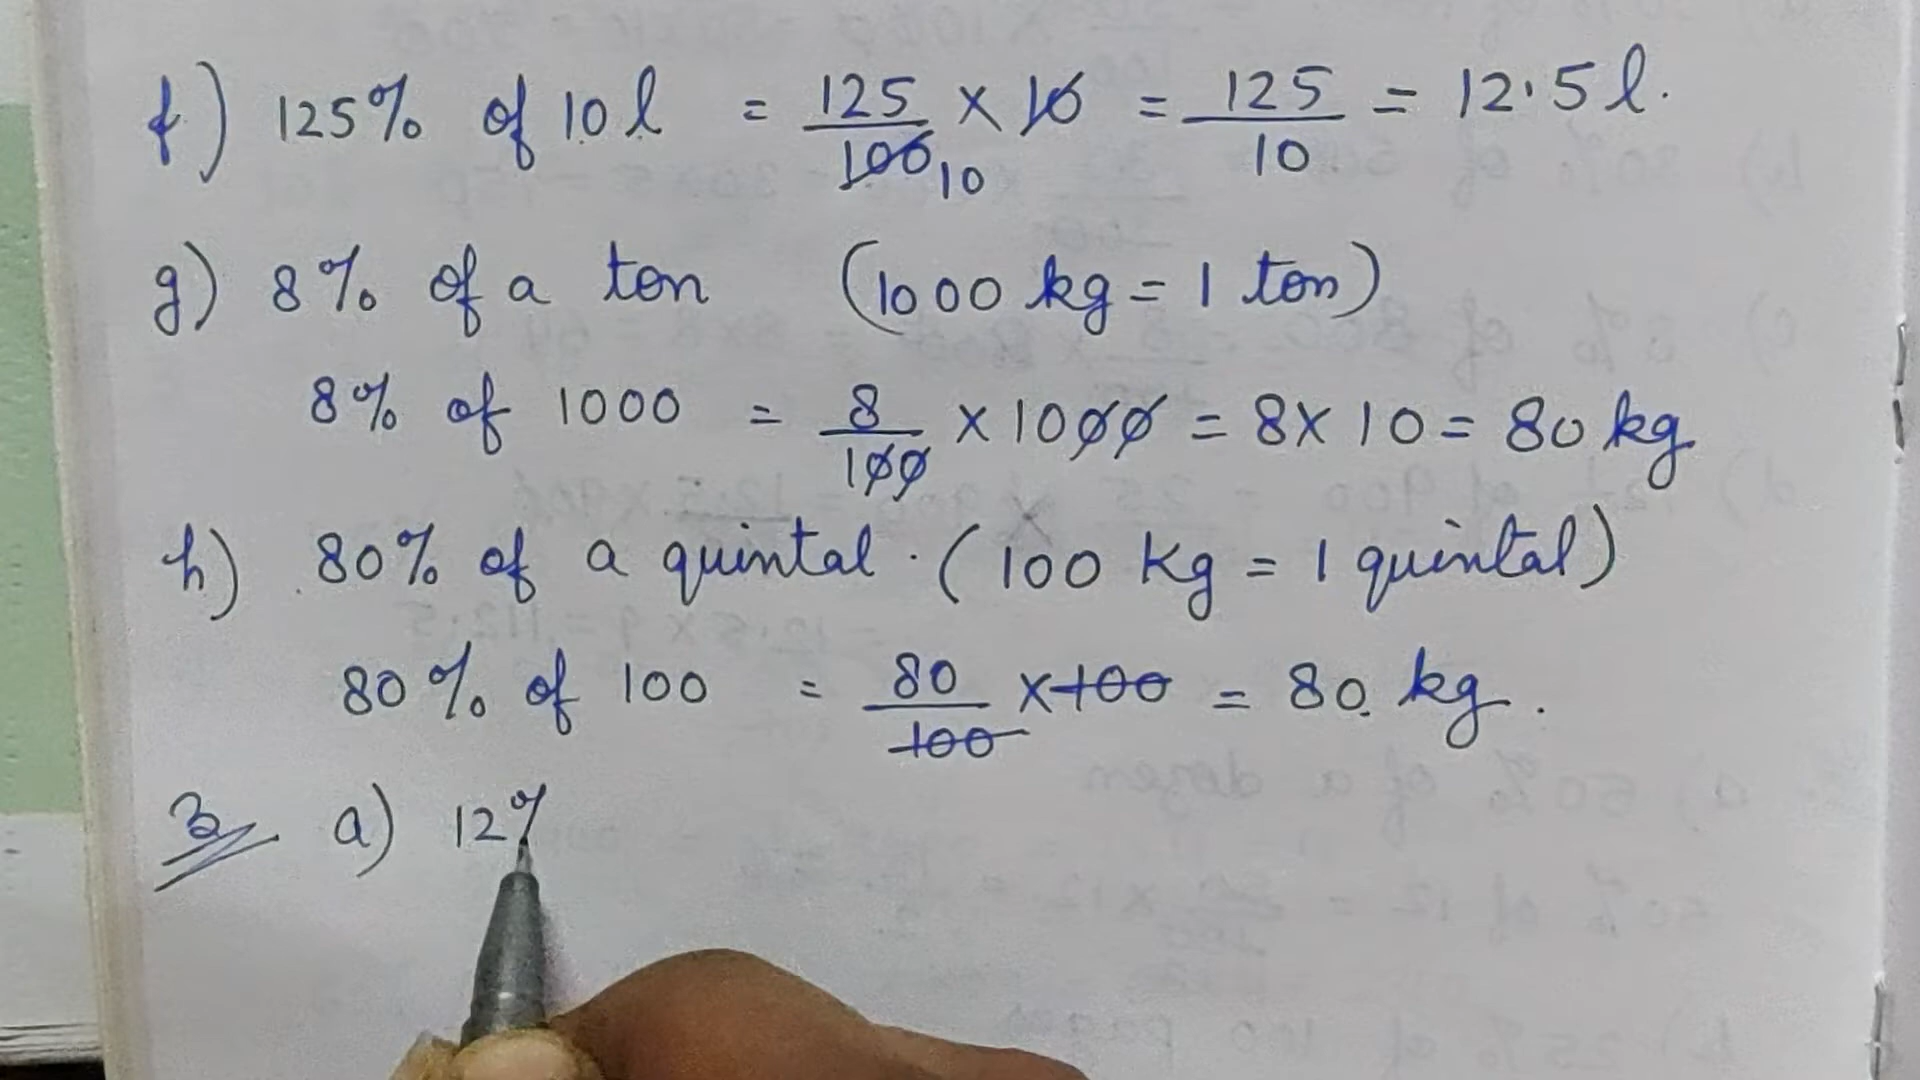 f) 125% of 10 l = 125/100 10 × 10 = 125/10 = 12.5 l.
g) 8% of a ton (1000 kg = 1 ton)
8% of 1000 = 8/100 × 1000 = 8 × 10 = 80 kg
h) 80% of a quintal. (100 kg = 1 quintal)
80% of 100 = 80/100 × 100 = 80 kg.
3. a) 12%